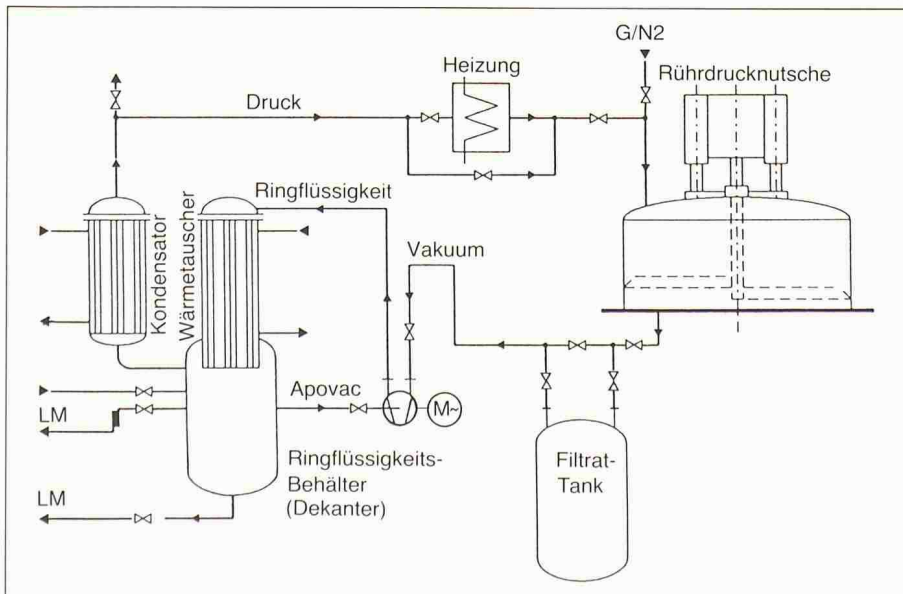 G/N2
Heizung
Rührdrucknutsche
Druck
Ringflüssigkeit
Kondensator
Wärmetauscher
Vakuum
Apovac
M~
LM
Ringflüssigkeits-
Behälter
(Dekanter)
Filtrat-
Tank
LM